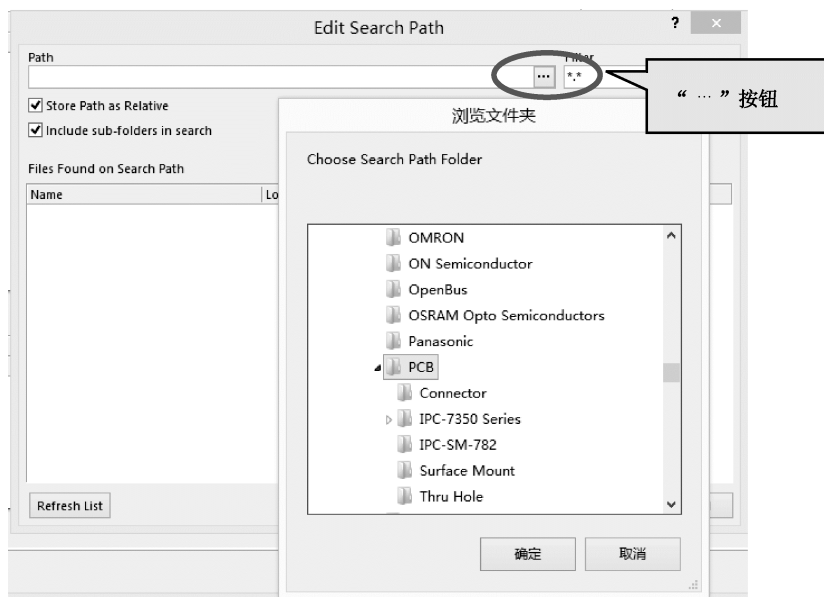 Edit Search Path
?
Path
Filter
...
*.*
“ … ” 按钮
Store Path as Relative
Include sub-folders in search
浏览文件夹
Choose Search Path Folder
Files Found on Search Path
Name
Lo
OMRON
ON Semiconductor
OpenBus
OSRAM Opto Semiconductors
Panasonic
PCB
Connector
IPC-7350 Series
IPC-SM-782
Surface Mount
Thru Hole
Refresh List
确定
取消